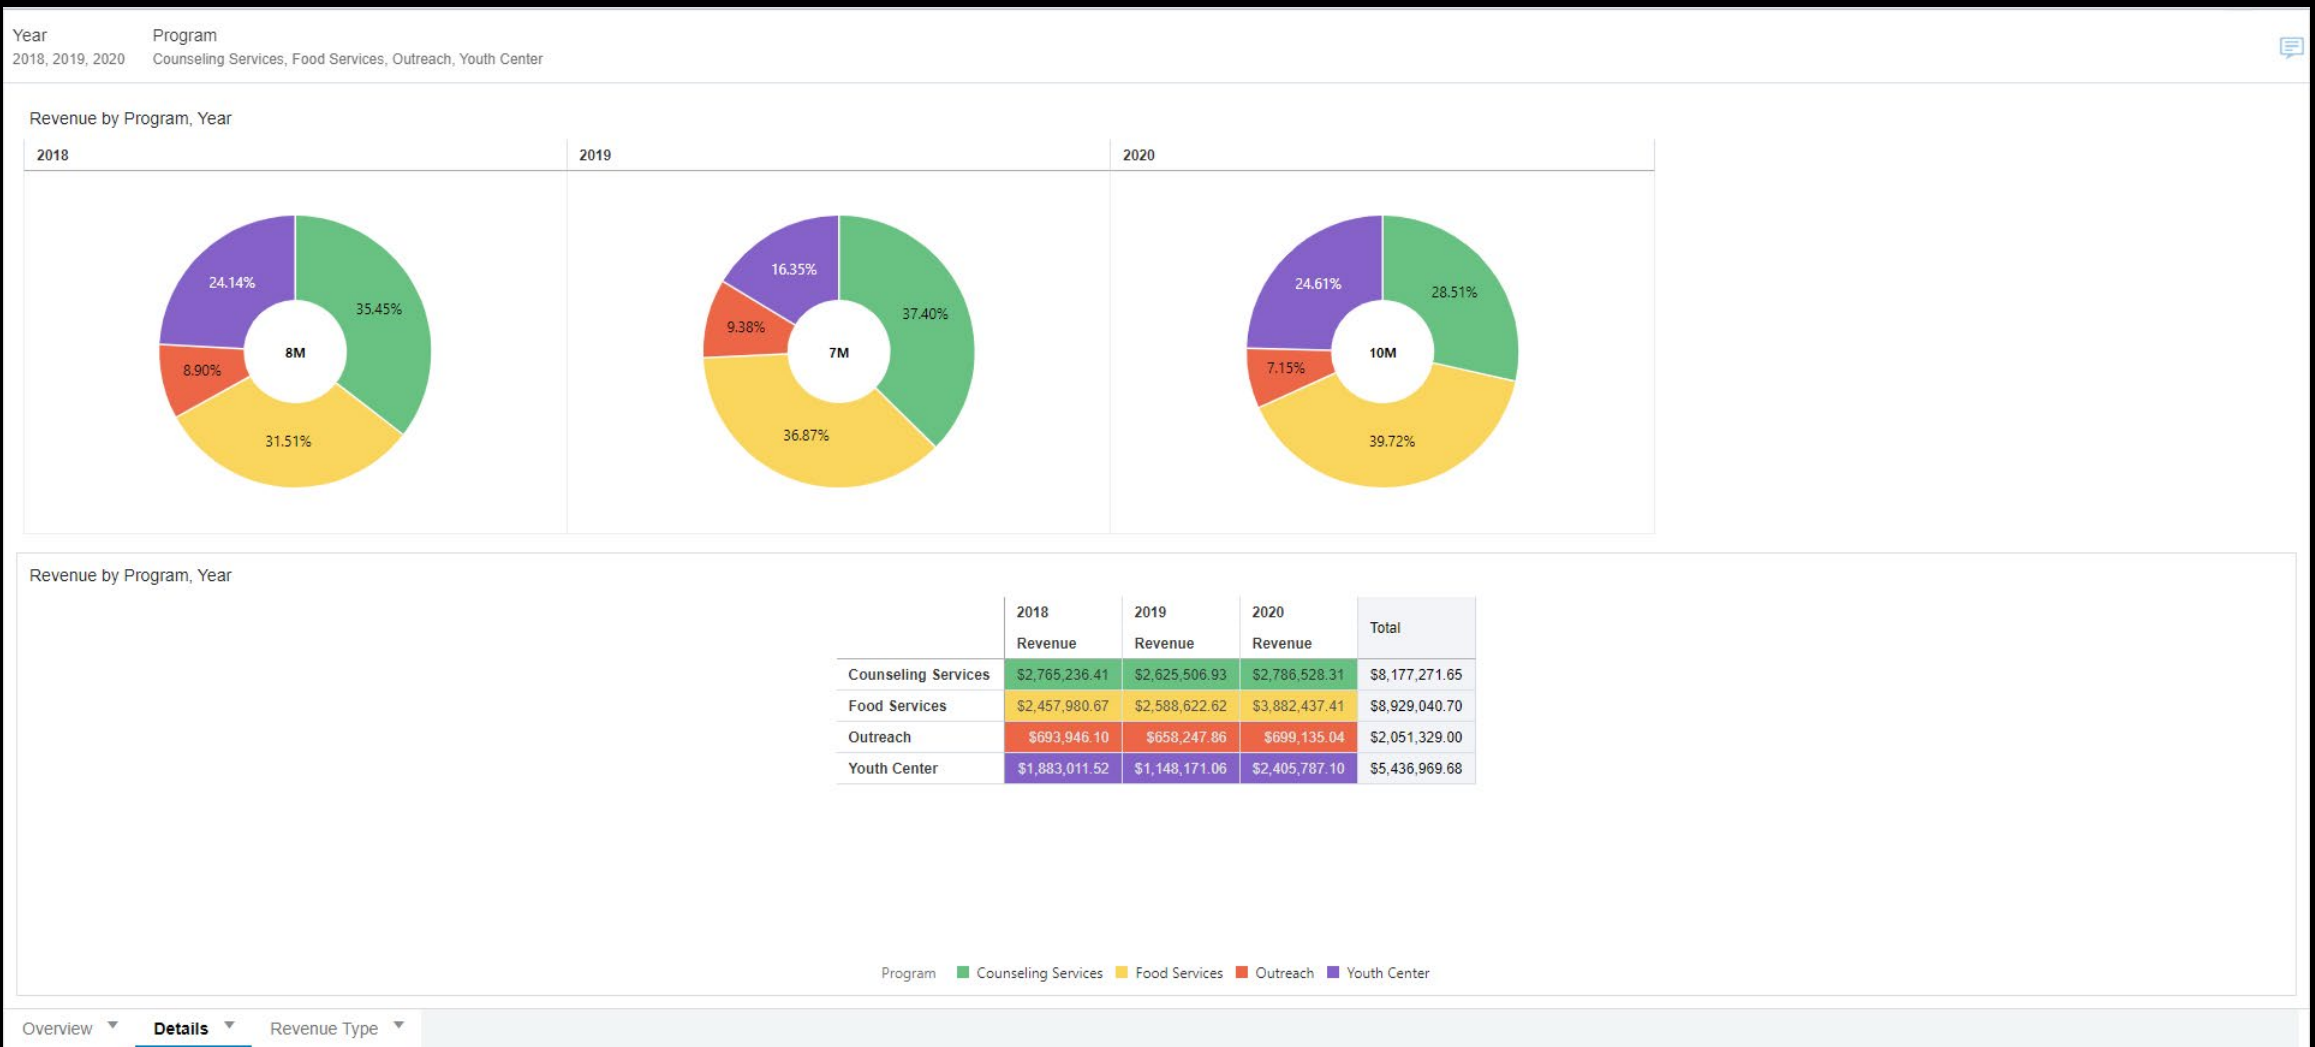 Year Program
2018, 2019, 2020 Counseling Services, Food Services, Outreach, Youth Center
Revenue by Program, Year
2018 2019 2020
24.14% 35.45% 8.90% 31.51% 8M
16.35% 37.40% 9.38% 36.87% 7M
24.61% 28.51% 7.15% 39.72% 10M
Revenue by Program, Year
2018 2019 2020 Total
Revenue Revenue Revenue
Counseling Services $2,765,236.41 $2,625,506.93 $2,786,528.31 $8,177,271.65
Food Services $2,457,980.67 $2,588,622.62 $3,882,437.41 $8,929,040.70
Outreach $693,946.10 $658,247.86 $699,135.04 $2,051,329.00
Youth Center $1,883,011.52 $1,148,171.06 $2,405,787.10 $5,436,969.68
Program Counseling Services Food Services Outreach Youth Center
Overview Details Revenue Type